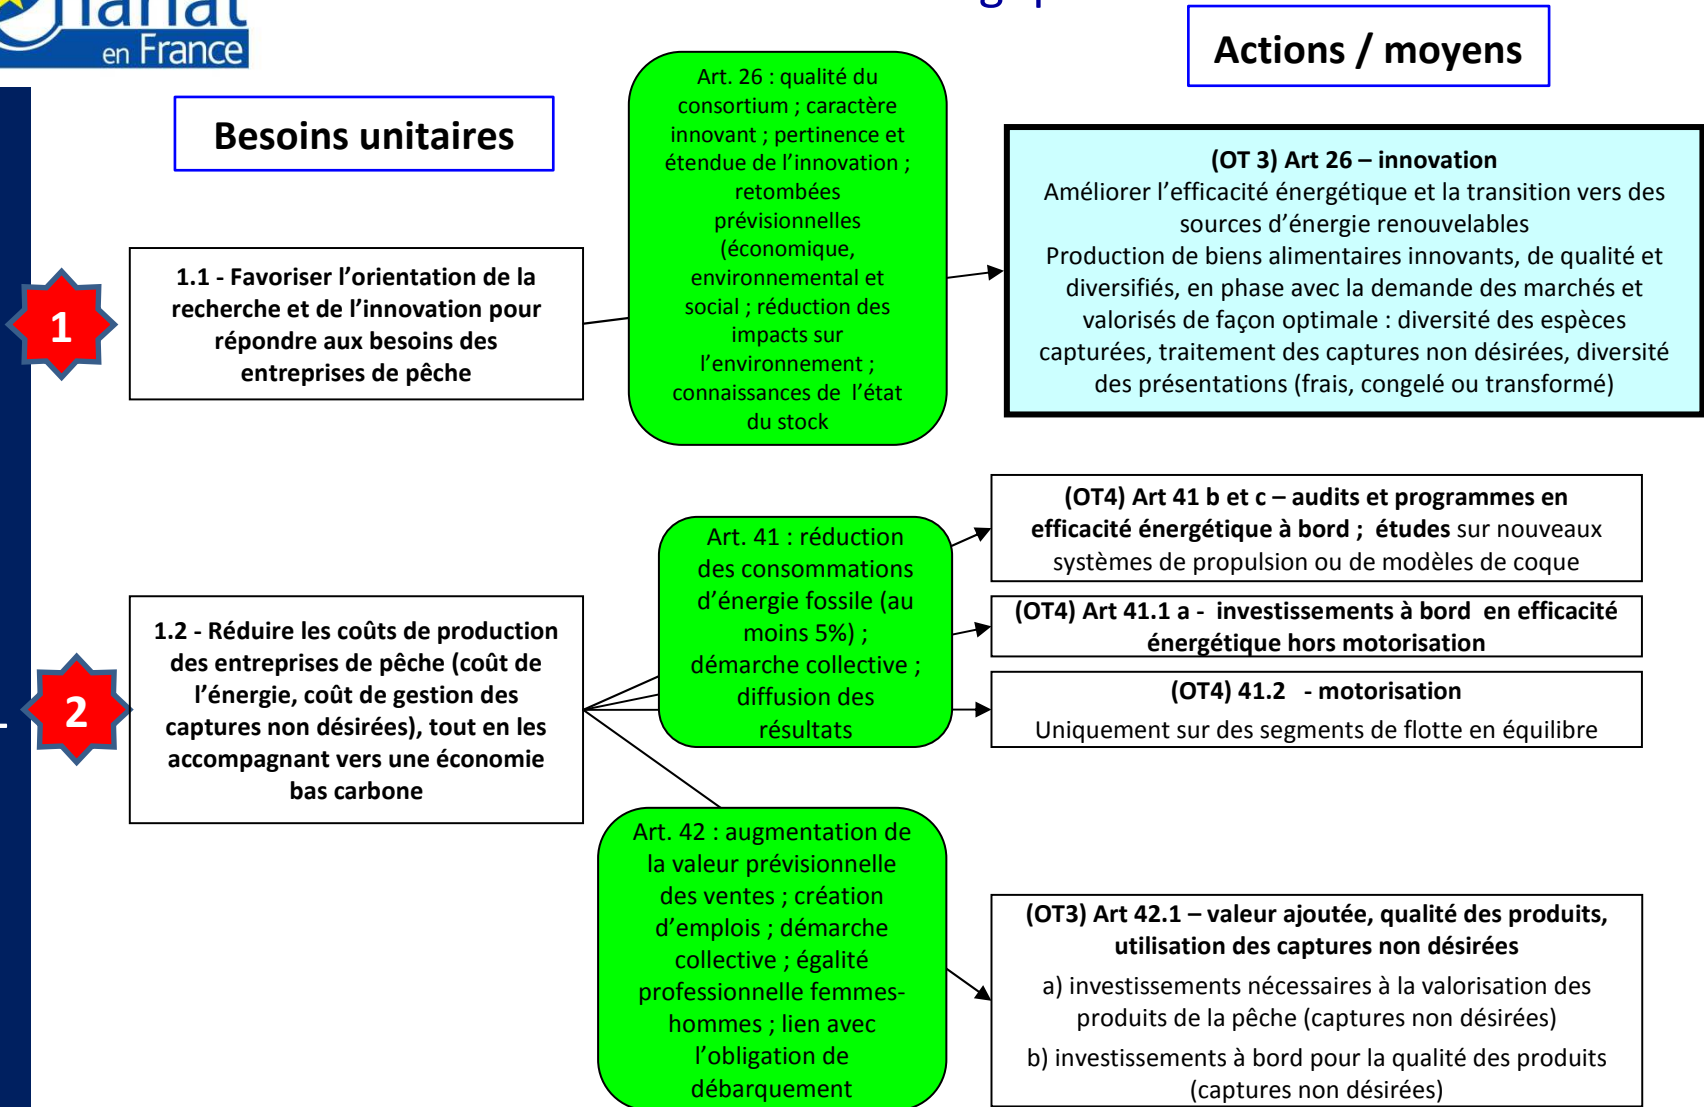 en France
Actions / moyens
Besoins unitaires
Art. 26 : qualité du
consortium ; caractère
innovant ; pertinence et
étendue de l’innovation ;
retombées
prévisionnelles
(économique,
environnemental et
social ; réduction des
impacts sur
l’environnement ;
connaissances de l’état
du stock
(OT 3) Art 26 – innovation
Améliorer l’efficacité énergétique et la transition vers des
sources d’énergie renouvelables
Production de biens alimentaires innovants, de qualité et
diversifiés, en phase avec la demande des marchés et
valorisés de façon optimale : diversité des espèces
capturées, traitement des captures non désirées, diversité
des présentations (frais, congelé ou transformé)
1
1.1 - Favoriser l’orientation de la
recherche et de l’innovation pour
répondre aux besoins des
entreprises de pêche
2
1.2 - Réduire les coûts de production
des entreprises de pêche (coût de
l’énergie, coût de gestion des
captures non désirées), tout en les
accompagnant vers une économie
bas carbone
Art. 41 : réduction
des consommations
d’énergie fossile (au
moins 5%) ;
démarche collective ;
diffusion des
résultats
(OT4) Art 41 b et c – audits et programmes en
efficacité énergétique à bord ; études sur nouveaux
systèmes de propulsion ou de modèles de coque
(OT4) Art 41.1 a - investissements à bord en efficacité
énergétique hors motorisation
(OT4) 41.2 - motorisation
Uniquement sur des segments de flotte en équilibre
Art. 42 : augmentation de
la valeur prévisionnelle
des ventes ; création
d’emplois ; démarche
collective ; égalité
professionnelle femmes-
hommes ; lien avec
l’obligation de
débarquement
(OT3) Art 42.1 – valeur ajoutée, qualité des produits,
utilisation des captures non désirées
a) investissements nécessaires à la valorisation des
produits de la pêche (captures non désirées)
b) investissements à bord pour la qualité des produits
(captures non désirées)